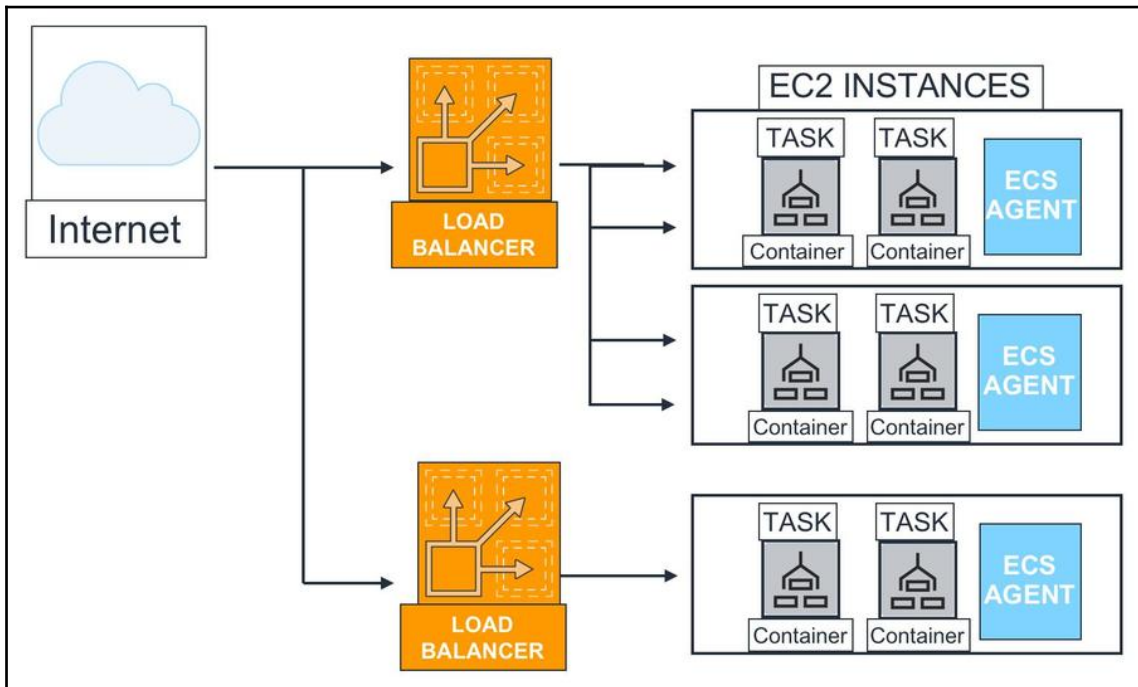 Internet
LOAD
BALANCER
EC2 INSTANCES
TASK TASK
Container Container
ECS
AGENT
TASK TASK
Container Container
ECS
AGENT
LOAD
BALANCER
TASK TASK
Container Container
ECS
AGENT